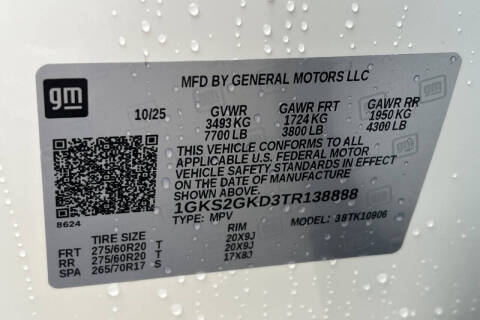 gm
MFD BY GENERAL MOTORS LLC
10/25 GVWR GAWR FRT GAWR RR
3493 KG 1724 KG 1950 KG
7700 LB 3800 LB 4300 LB
THIS VEHICLE CONFORMS TO ALL
APPLICABLE U.S. FEDERAL MOTOR
VEHICLE SAFETY STANDARDS IN EFFECT
ON THE DATE OF MANUFACTURE
SHOWN ABOVE.
8624
1GKS2GKD3TR138888
TYPE: MPV MODEL: 38TK10906
TIRE SIZE RIM
FRT 275/60R20 T 20X9J
RR 275/60R20 T 20X9J
SPA 265/70R17 S 17X8J